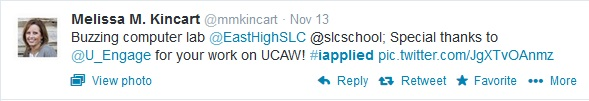 Melissa M. Kincart @mmkincart · Nov 13
Buzzing computer lab @EastHighSLC @slcschool; Special thanks to
@U_Engage for your work on UCAW! #iapplied pic.twitter.com/JgXTvOAnmz
View photo Reply Retweet Favorite More